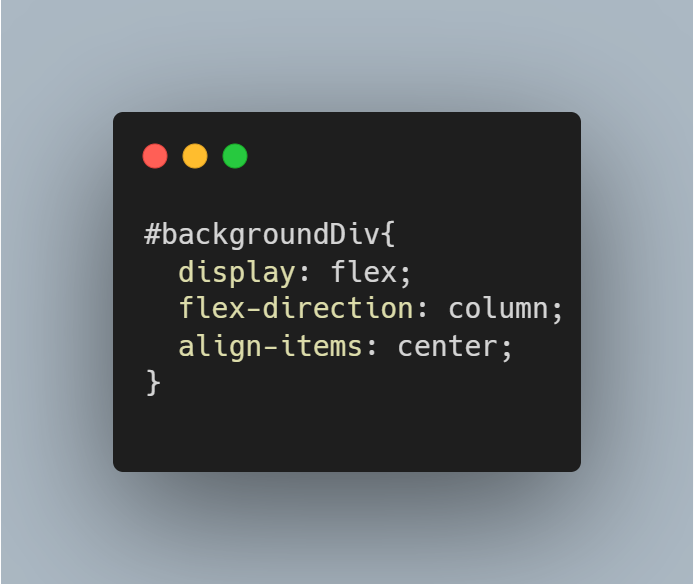 #backgroundDiv{
  display: flex;
  flex-direction: column;
  align-items: center;
}